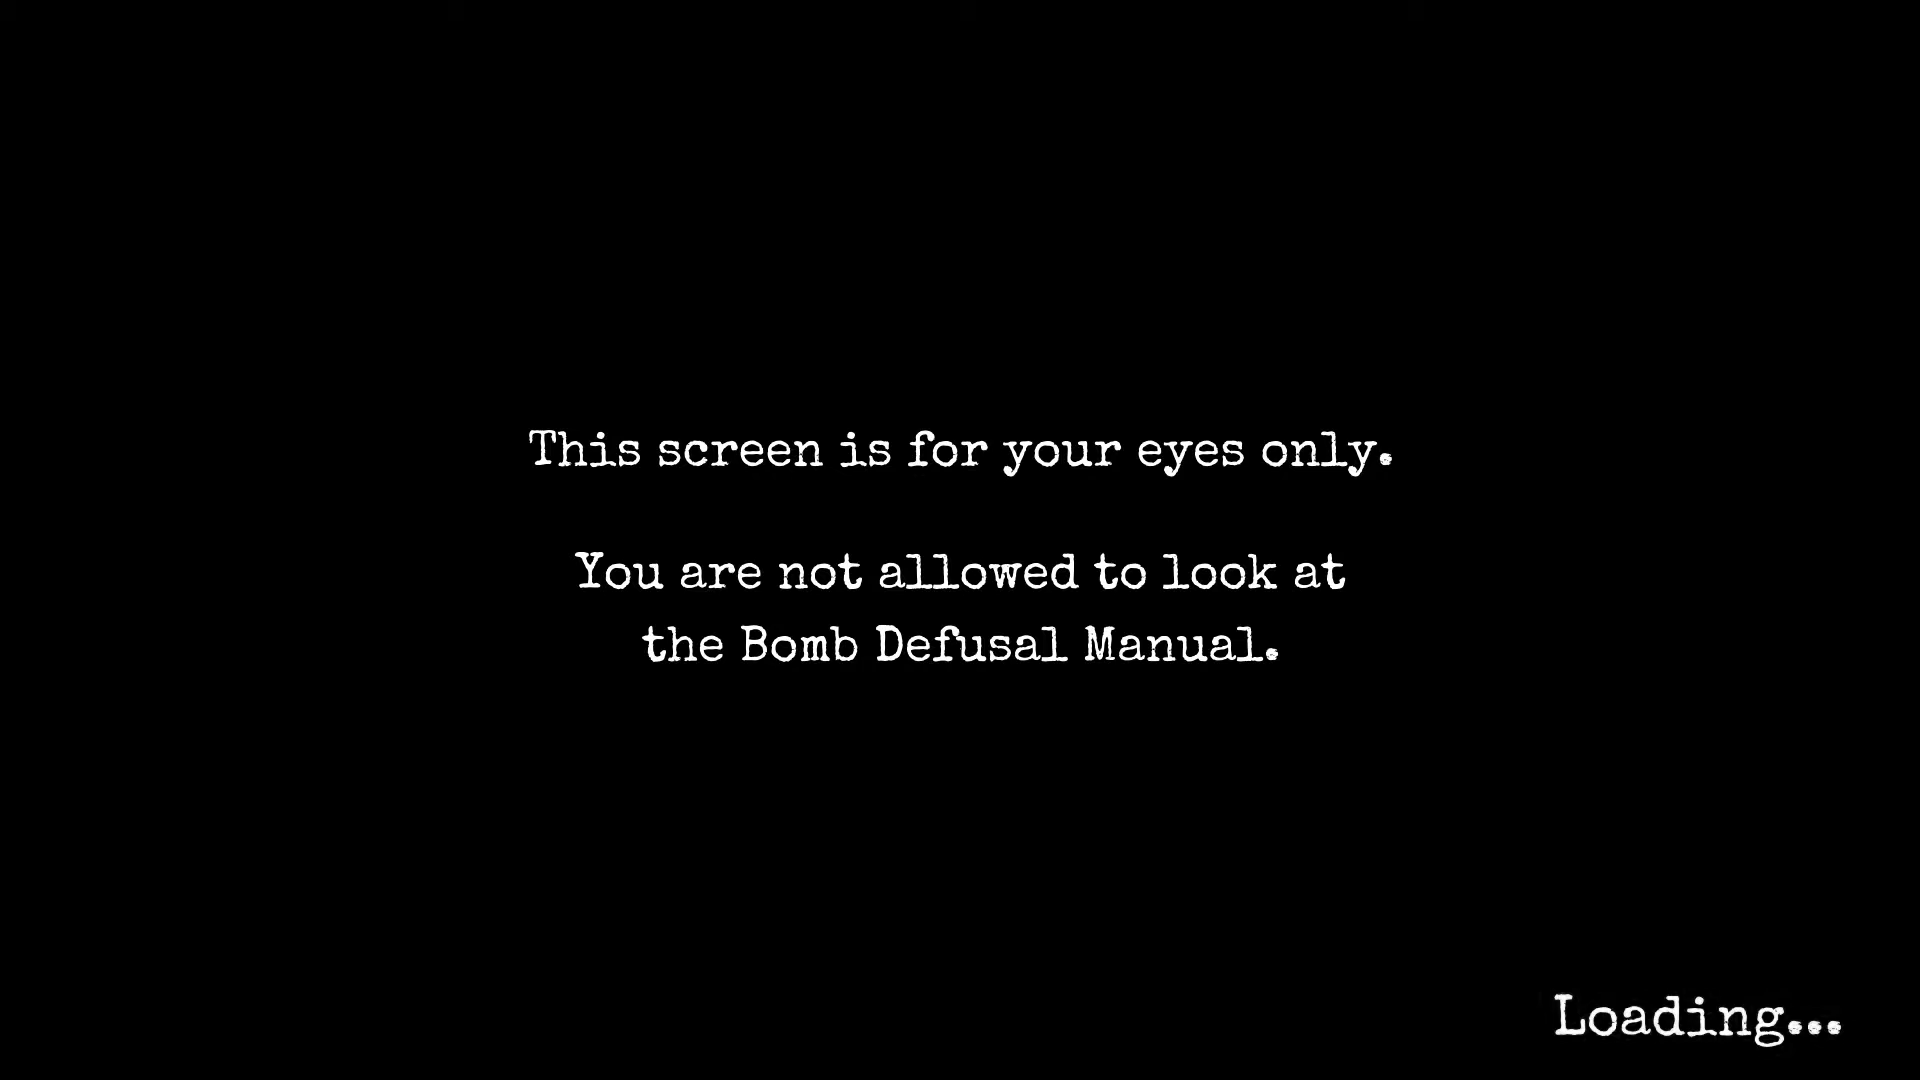 This screen is for your eyes only.
You are not allowed to look at
the Bomb Defusal Manual.
Loading...